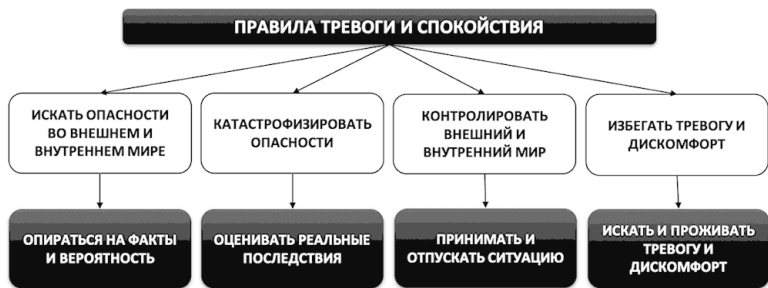 ПРАВИЛА ТРЕВОГИ И СПОКОЙСТВИЯ
ИСКАТЬ ОПАСНОСТИ
ВО ВНЕШНЕМ И
ВНУТРЕННЕМ МИРЕ
КАТАСТРОФИЗИРОВАТЬ
ОПАСНОСТИ
КОНТРОЛИРОВАТЬ
ВНЕШНИЙ И
ВНУТРЕННИЙ МИР
ИЗБЕГАТЬ ТРЕВОГУ И
ДИСКОМФОРТ
ОПИРАТЬСЯ НА ФАКТЫ
И ВЕРОЯТНОСТЬ
ОЦЕНИВАТЬ РЕАЛЬНЫЕ
ПОСЛЕДСТВИЯ
ПРИНИМАТЬ И
ОТПУСКАТЬ СИТУАЦИЮ
ИСКАТЬ И ПРОЖИВАТЬ
ТРЕВОГУ И
ДИСКОМФОРТ